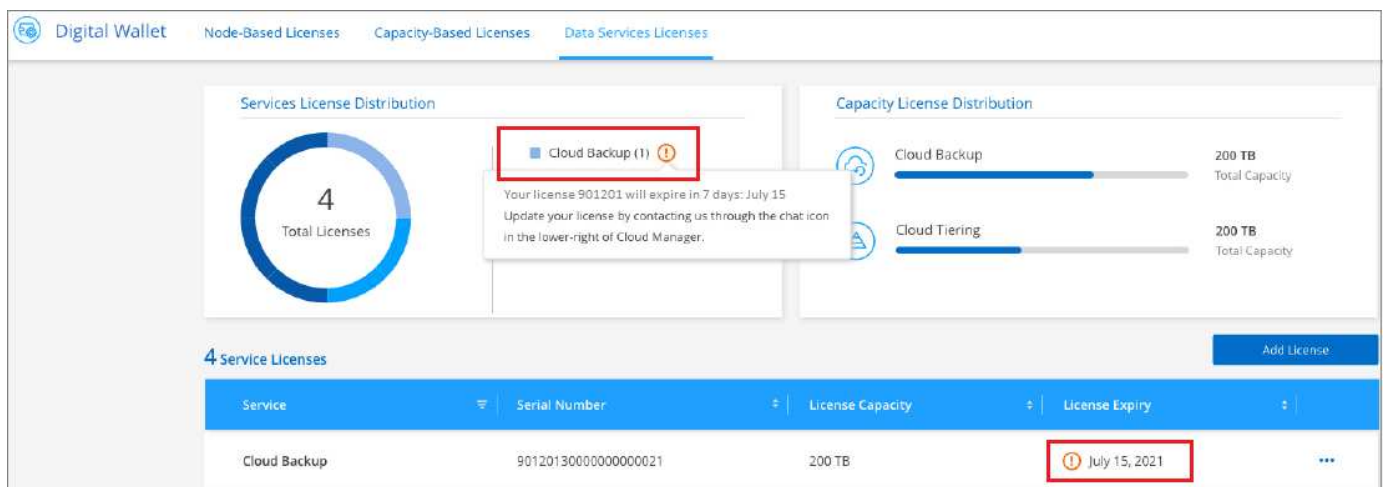 Digital Wallet
Node-Based Licenses
Capacity-Based Licenses
Data Services Licenses
Services License Distribution
4
Total Licenses
Cloud Backup (1)
Your license 901201 will expire in 7 days: July 15
Update your license by contacting us through the chat icon
in the lower-right of Cloud Manager.
Capacity License Distribution
Cloud Backup
200 TB
Total Capacity
Cloud Tiering
200 TB
Total Capacity
4 Service Licenses
Add License
Service
Serial Number
License Capacity
License Expiry
Cloud Backup
90120130000000000021
200 TB
July 15, 2021